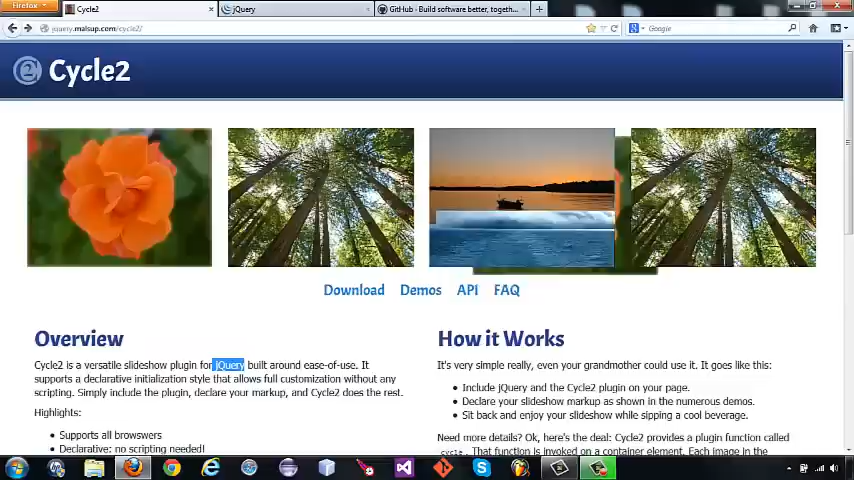 Firefox
Cycle2
jQuery
GitHub - Build software better, togeth...
jquery.malsup.com/cycle2/
Google
Cycle2
Download Demos API FAQ
Overview
Cycle2 is a versatile slideshow plugin for jQuery built around ease-of-use. It
supports a declarative initialization style that allows full customization without any
scripting. Simply include the plugin, declare your markup, and Cycle2 does the rest.
Highlights:
Supports all browswers
Declarative: no scripting needed!
How it Works
It's very simple really, even your grandmother could use it. It goes like this:
Include jQuery and the Cycle2 plugin on your page.
Declare your slideshow markup as shown in the numerous demos.
Sit back and enjoy your slideshow while sipping a cool beverage.
Need more details? Ok, here's the deal: Cycle2 provides a plugin function called
cycle. That function is invoked on a container element. Each image in the